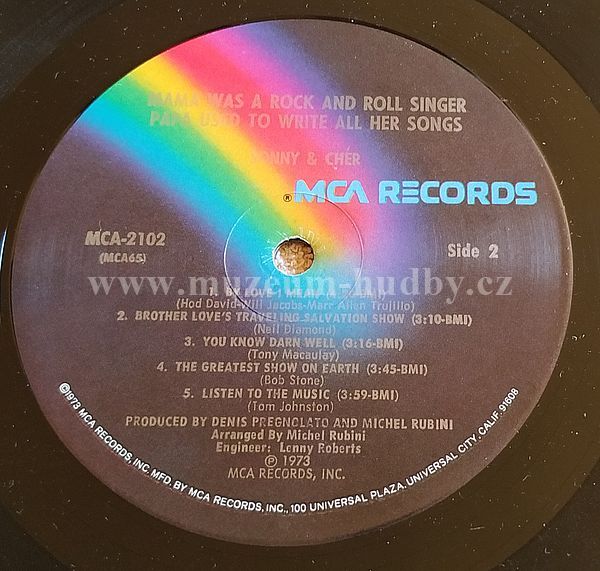 MAMA WAS A ROCK AND ROLL SINGER
PAPA USED TO WRITE ALL HER SONGS
SONNY & CHER
® MCA RECORDS
MCA-2102
(MCA65)
Side 2
www.muzeum-hudby.cz
1. BY LOVE I MEAN
(Hod David-Will Jacobs-Marr Allen Trujillo)
2. BROTHER LOVE'S TRAVELING SALVATION SHOW (3:10-BMI)
(Neil Diamond)
3. YOU KNOW DARN WELL (3:16-BMI)
(Tony Macaulay)
4. THE GREATEST SHOW ON EARTH (3:45-BMI)
(Bob Stone)
5. LISTEN TO THE MUSIC (3:59-BMI)
(Tom Johnston)
PRODUCED BY DENIS PREGNOLATO AND MICHEL RUBINI
Arranged By Michel Rubini
Engineer: Lenny Roberts
℗ 1973
MCA RECORDS, INC.
©1973 MCA RECORDS, INC. MFD. BY MCA RECORDS, INC., 100 UNIVERSAL PLAZA, UNIVERSAL CITY, CALIF. 91608